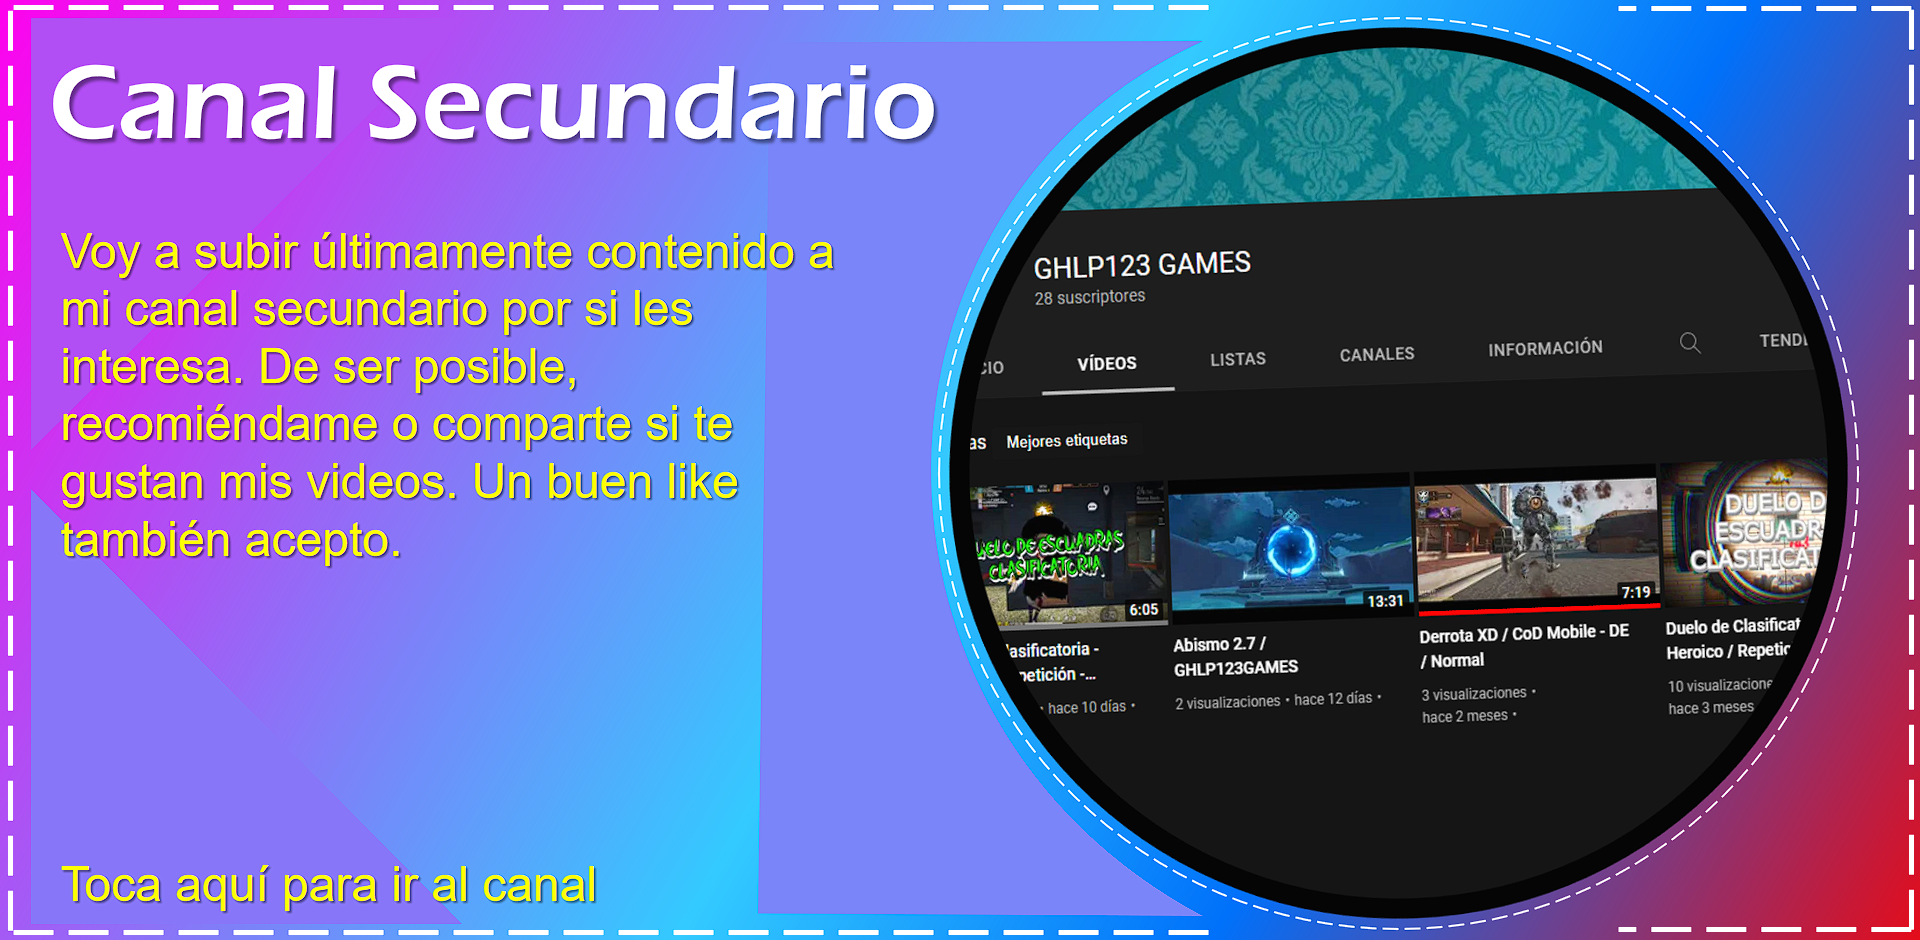 Canal Secundario
Voy a subir últimamente contenido a
mi canal secundario por si les
interesa. De ser posible,
recomiéndame o comparte si te
gustan mis videos. Un buen like
también acepto.
Toca aquí para ir al canal
GHLP123 GAMES
28 suscriptores
CIO VÍDEOS LISTAS CANALES INFORMACIÓN TENDI
as Mejores etiquetas
DUELO DE ESCUADRAS
CLASIFICATORIA
6:05
13:31
7:19
DUELO D
ESCUADR
CLASIFICAT
lasificatoria -
petición -...
• hace 10 días •
Abismo 2.7 /
GHLP123GAMES
2 visualizaciones • hace 12 días •
Derrota XD / CoD Mobile - DE
/ Normal
3 visualizaciones •
hace 2 meses •
Duelo de Clasificat
Heroico / Repetic
10 visualizacione
hace 3 meses